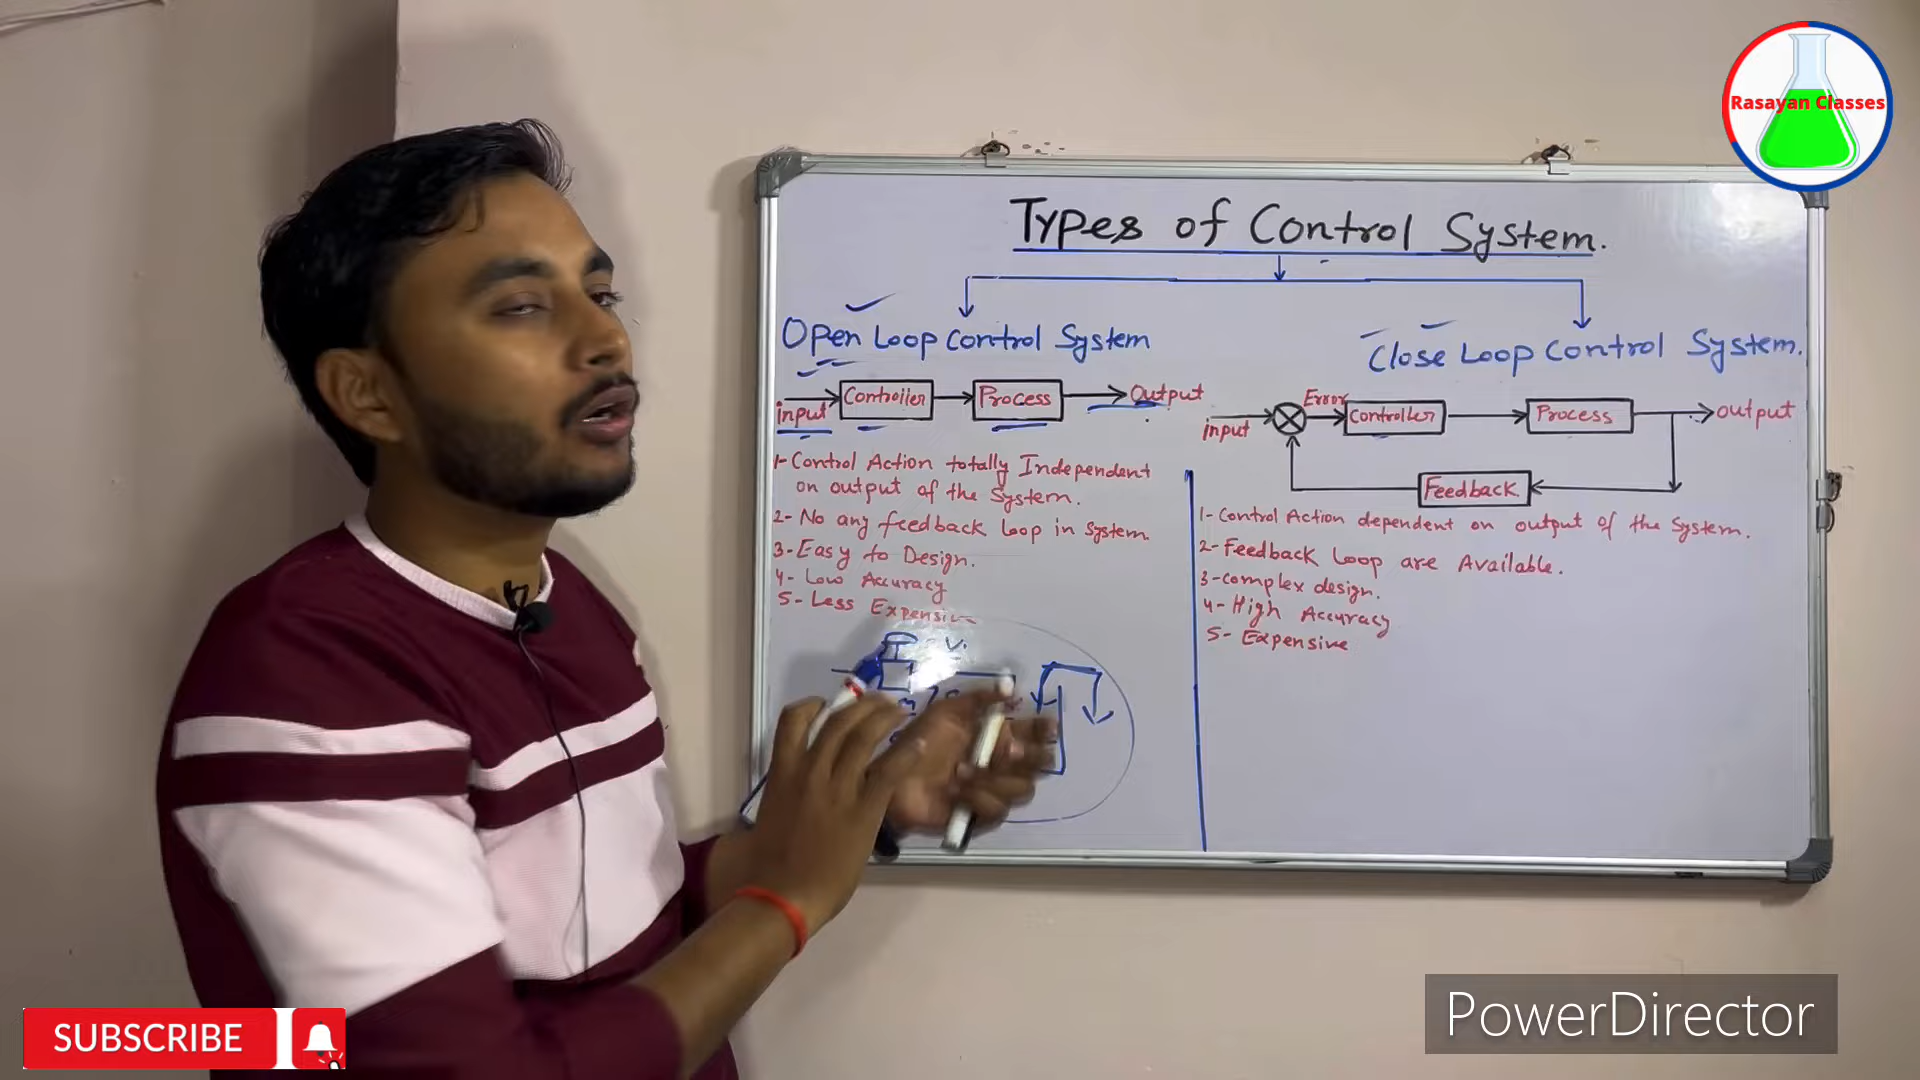 Rasayan Classes
Types of Control System.
Open Loop Control System
Close Loop Control System.
input
Controller
Process
Output
input
Error
Controller
Process
output
Feedback
1- Control Action totally Independent
on output of the System.
2- No any feedback loop in system
3- Easy to Design.
4- Low Accuracy
5- Less Expensive
V.
1- Control Action dependent on output of the System.
2- Feedback Loop are Available.
3- complex design.
4- High Accuracy
5- Expensive
SUBSCRIBE
PowerDirector